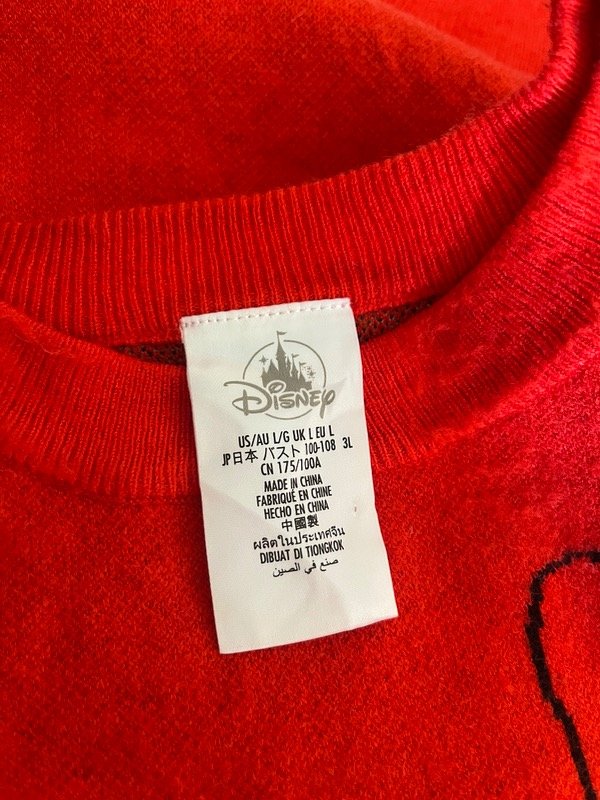 Disney
US/AU L/G UK L EU L
JP日本 バスト 100-108 3L
CN 175/100A
MADE IN CHINA
FABRIQUÉ EN CHINE
HECHO EN CHINA
中國製
ผลิตในประเทศจีน
DIBUAT DI TIONGKOK
صنع في الصين